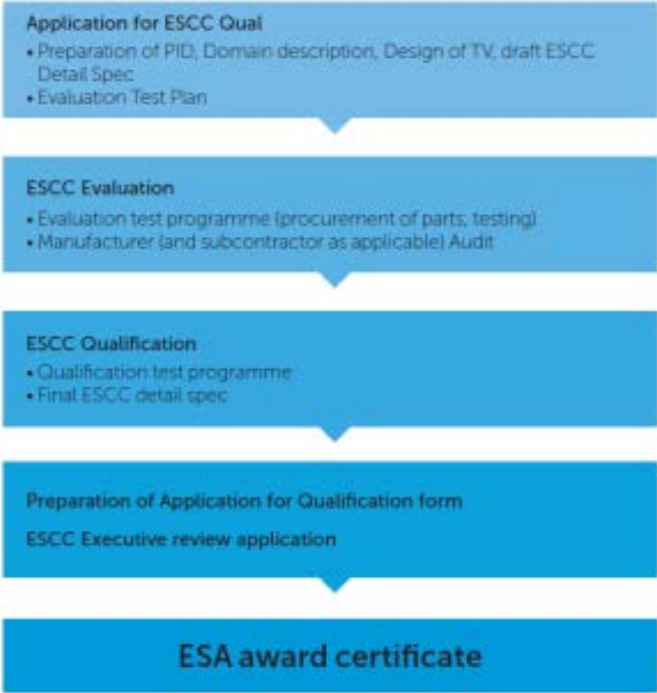 Application for ESCC Qual
• Preparation of PID, Domain description, Design of TV, draft ESCC
Detail Spec
• Evaluation Test Plan
ESCC Evaluation
• Evaluation test programme (procurement of parts, testing)
• Manufacturer (and subcontractor as applicable) Audit
ESCC Qualification
• Qualification test programme
• Final ESCC detail spec
Preparation of Application for Qualification form
ESCC Executive review application
ESA award certificate